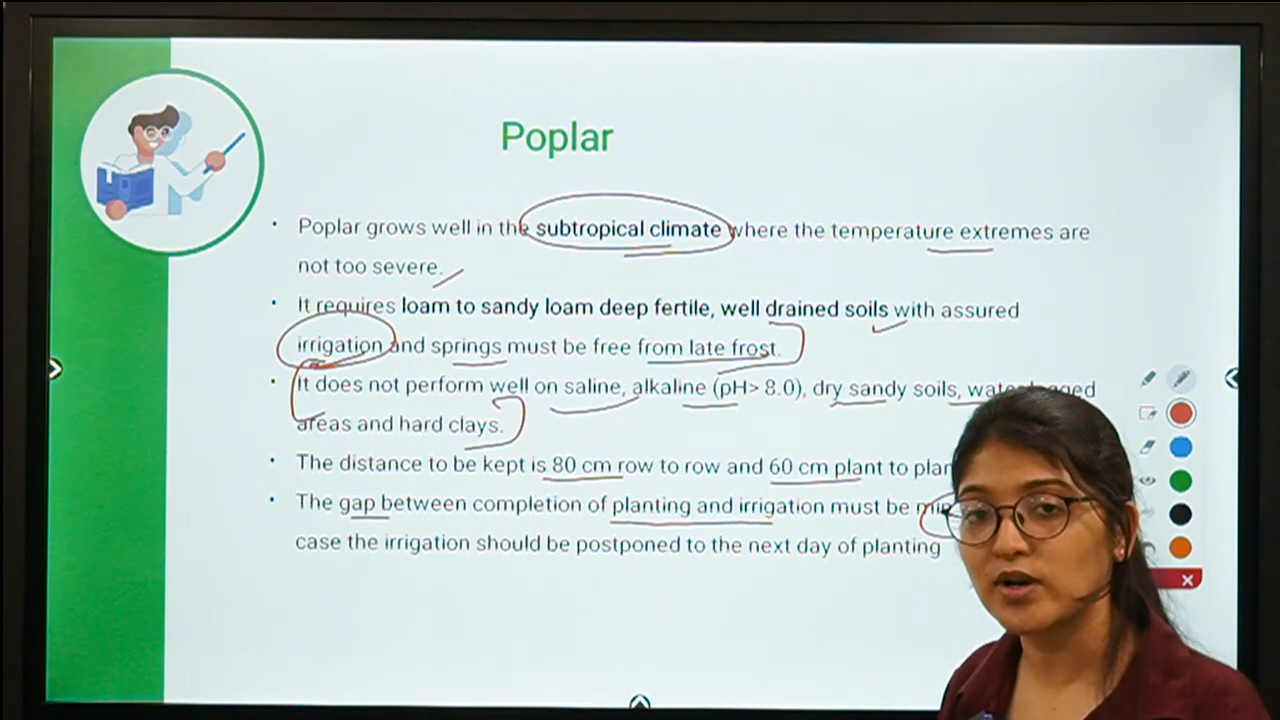 Poplar
• Poplar grows well in the subtropical climate where the temperature extremes are
not too severe.
• It requires loam to sandy loam deep fertile, well drained soils with assured
irrigation and springs must be free from late frost.
• It does not perform well on saline, alkaline (pH> 8.0), dry sandy soils,
areas and hard clays.
• The distance to be kept is 80 cm row to row and 60 cm plant to
• The gap between completion of planting and irrigation must be
case the irrigation should be postponed to the next day of planting